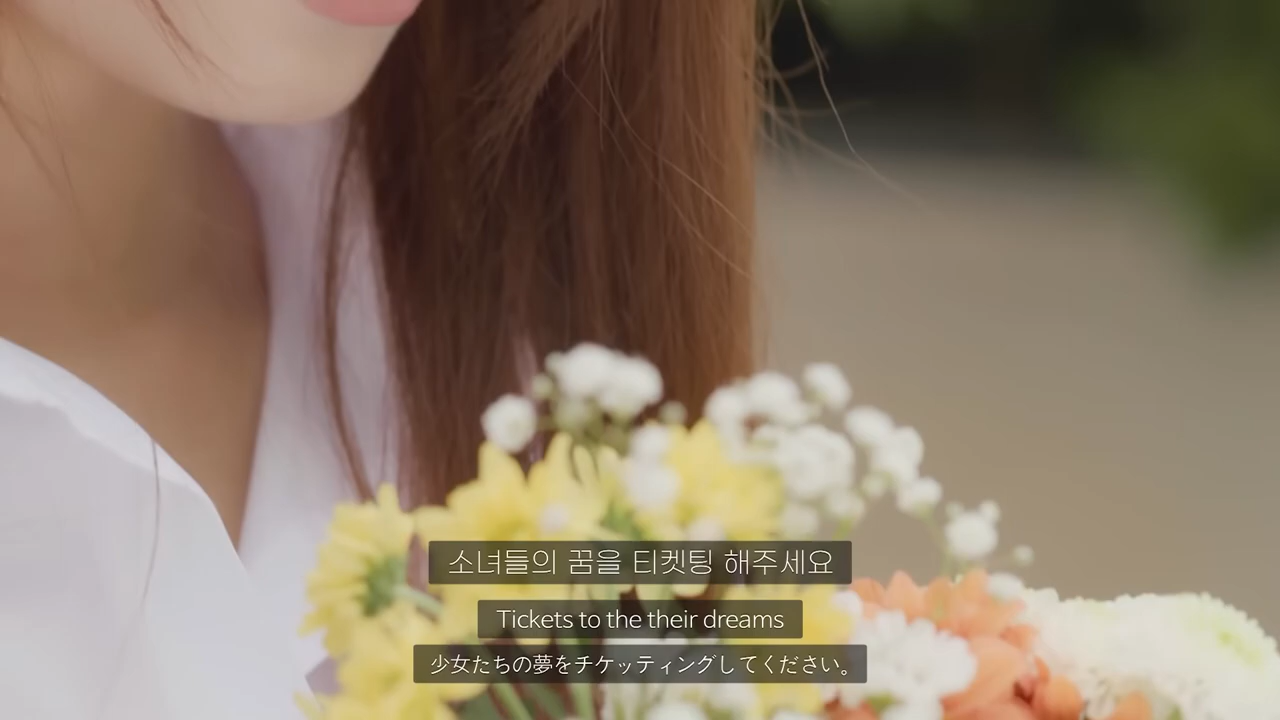 소녀들의 꿈을 티켓팅 해주세요
Tickets to the their dreams
少女たちの夢をチケッティングしてください。